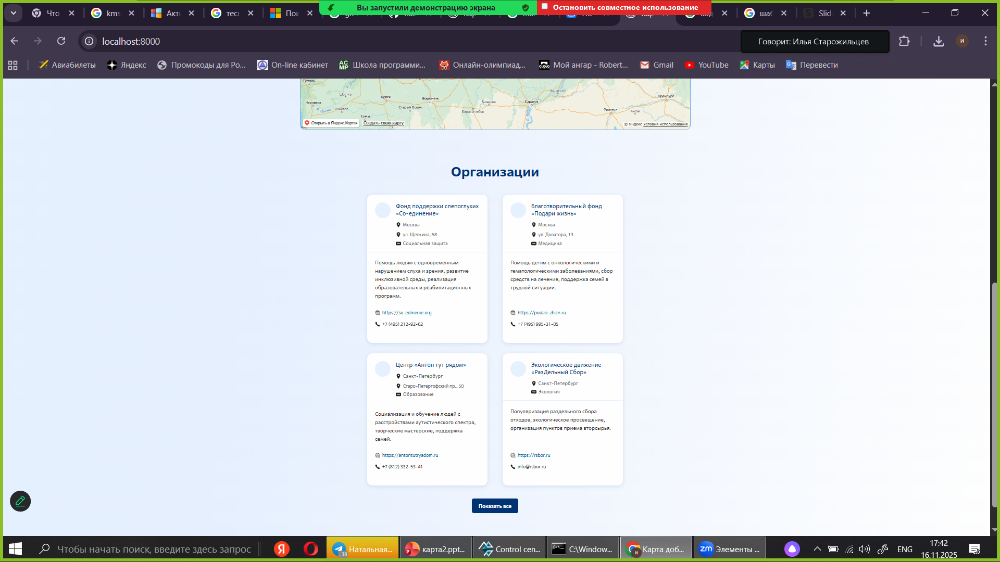 Что
kms
Акти
тесн
Пои
Вы запустили демонстрацию экрана
Остановить совместное использование
код
шаб
Slid
localhost:8000
Говорит: Илья Старожильцев
и
Авиабилеты
Яндекс
Промокоды для Ро...
On-line кабинет
Школа программи...
Онлайн-олимпиад...
Мой ангар - Robert...
Gmail
YouTube
Карты
Перевести
Гомель
Шостка
Чернигов
Конотоп
Сумы
Курск
Старый Оскол
Воронеж
Борисоглебск
Балашов
Саратов
Балаково
Уральск
Аксай
Оренбург
Открыть в Яндекс.Картах
Создать свою карту
© Яндекс Условия использования
Организации
Фонд поддержки слепоглухих
«Со-единение»
Москва
ул. Щепкина, 58
Социальная защита
Помощь людям с одновременным
нарушением слуха и зрения, развитие
инклюзивной среды, реализация
образовательных и реабилитационных
программ.
https://so-edinenie.org
+7 (495) 212-92-62
Благотворительный фонд
«Подари жизнь»
Москва
ул. Доватора, 13
Медицина
Помощь детям с онкологическими и
гематологическими заболеваниями, сбор
средств на лечение, поддержка семей в
трудной ситуации.
https://podari-zhizn.ru
+7 (495) 995-31-05
Центр «Антон тут рядом»
Санкт-Петербург
Старо-Петергофский пр., 50
Образование
Социализация и обучение людей с
расстройствами аутистического спектра,
творческие мастерские, поддержка
семей.
https://antontutryadom.ru
+7 (812) 332-53-41
Экологическое движение
«РазДельный Сбор»
Санкт-Петербург
Экология
Популяризация раздельного сбора
отходов, экологическое просвещение,
организация пунктов приема вторсырья.
https://rsbor.ru
info@rsbor.ru
Показать все
Чтобы начать поиск, введите здесь запрос
Натальная...
..38
карта2.ppt...
Control cen...
C:\Window...
Карта доб...
zm
Элементы ...
ENG
17:42
16.11.2025